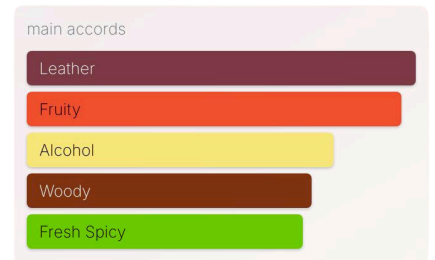 main accords
Leather
Fruity
Alcohol
Woody
Fresh Spicy